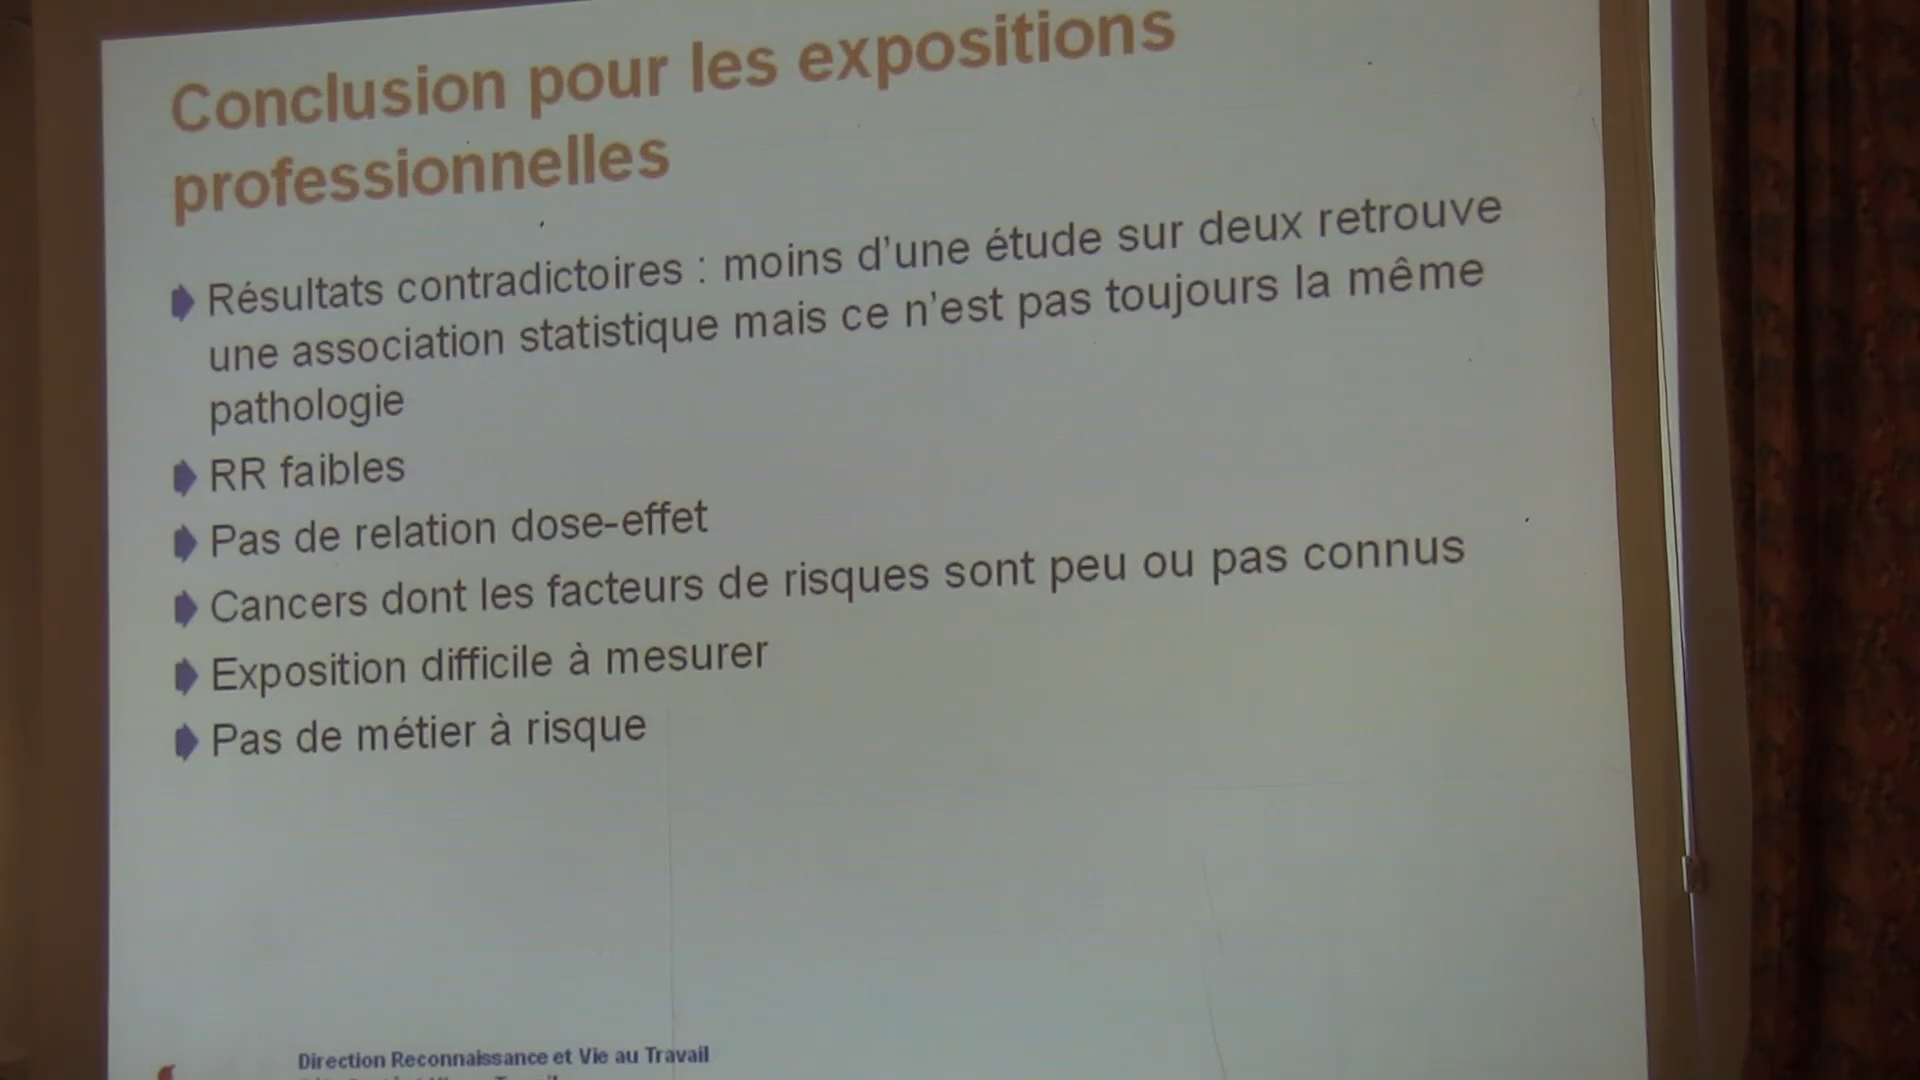 Conclusion pour les expositions
professionnelles
Résultats contradictoires : moins d'une étude sur deux retrouve
une association statistique mais ce n'est pas toujours la même
pathologie
RR faibles
Pas de relation dose-effet
Cancers dont les facteurs de risques sont peu ou pas connus
Exposition difficile à mesurer
Pas de métier à risque
Direction Reconnaissance et Vie au Travail